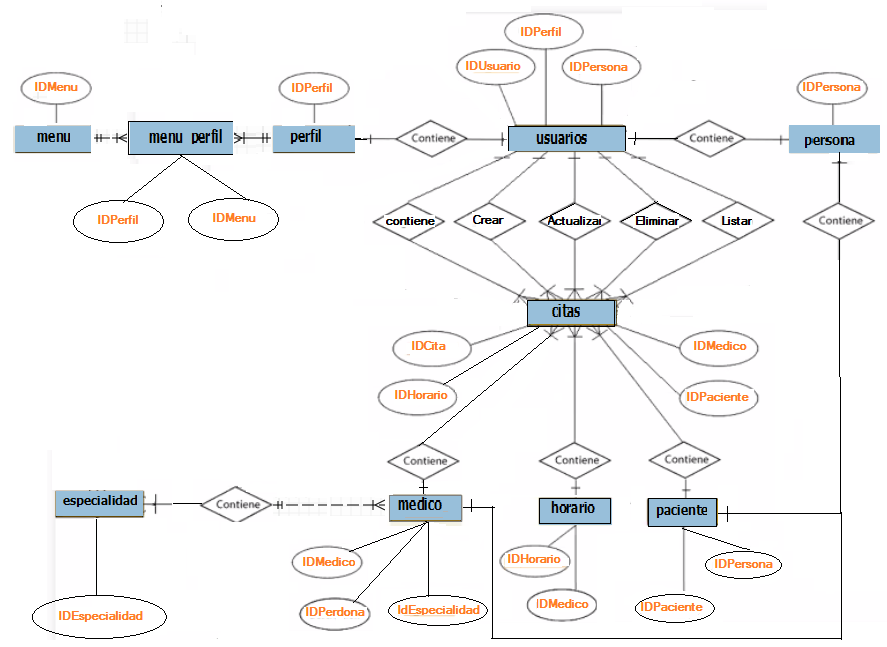 IDPerfil
IDUsuario
IDPersona
IDMenu
IDPerfil
IDPersona
menu
menu perfil
perfil
Contiene
usuarios
Contiene
persona
IDPerfil
IDMenu
contiene
Crear
Actualizar
Eliminar
Listar
Contiene
citas
IDCita
IDMedico
IDHorario
IDPaciente
Contiene
Contiene
Contiene
especialidad
Contiene
medico
horario
paciente
IDMedico
IDHorario
IDPersona
IDEspecialidad
IDPerdona
IdEspecialidad
IDMedico
IDPaciente